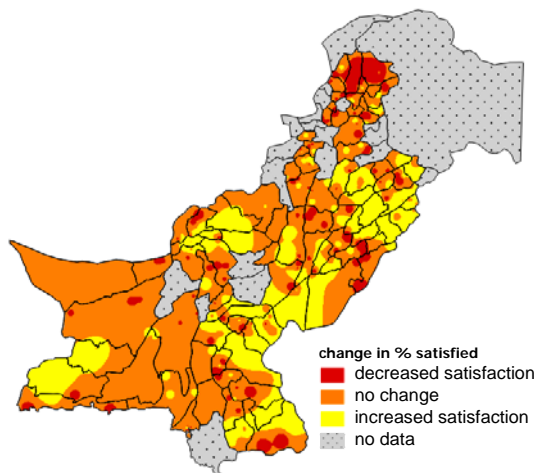 change in % satisfied
decreased satisfaction
no change
increased satisfaction
no data